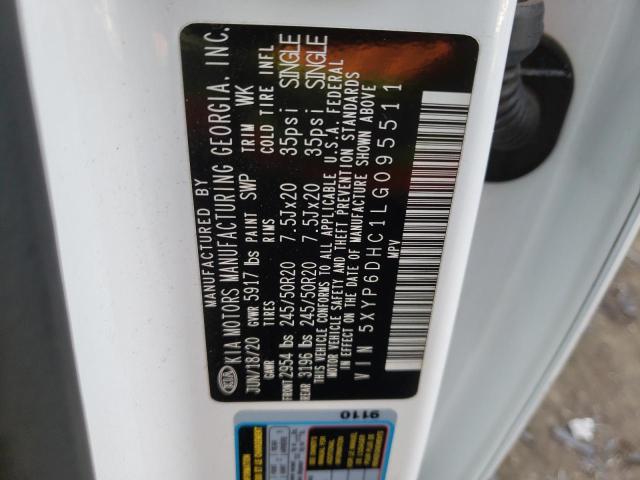 MANUFACTURED BY
KIA KIA MOTORS MANUFACTURING GEORGIA, INC.
JUN/18/20 GVWR 5917 lbs PAINT SWP TRIM WK
GAWR TIRES RIMS COLD TIRE INFL
FRONT 2954 lbs 245/50R20 7.5Jx20 35psi SINGLE
REAR 3196 lbs 245/50R20 7.5Jx20 35psi SINGLE
THIS VEHICLE CONFORMS TO ALL APPLICABLE U.S.A. FEDERAL
MOTOR VEHICLE SAFETY AND THEFT PREVENTION STANDARDS
IN EFFECT ON THE DATE OF MANUFACTURE SHOWN ABOVE
VIN 5XYP6DHC1LG095511
MPV
9110